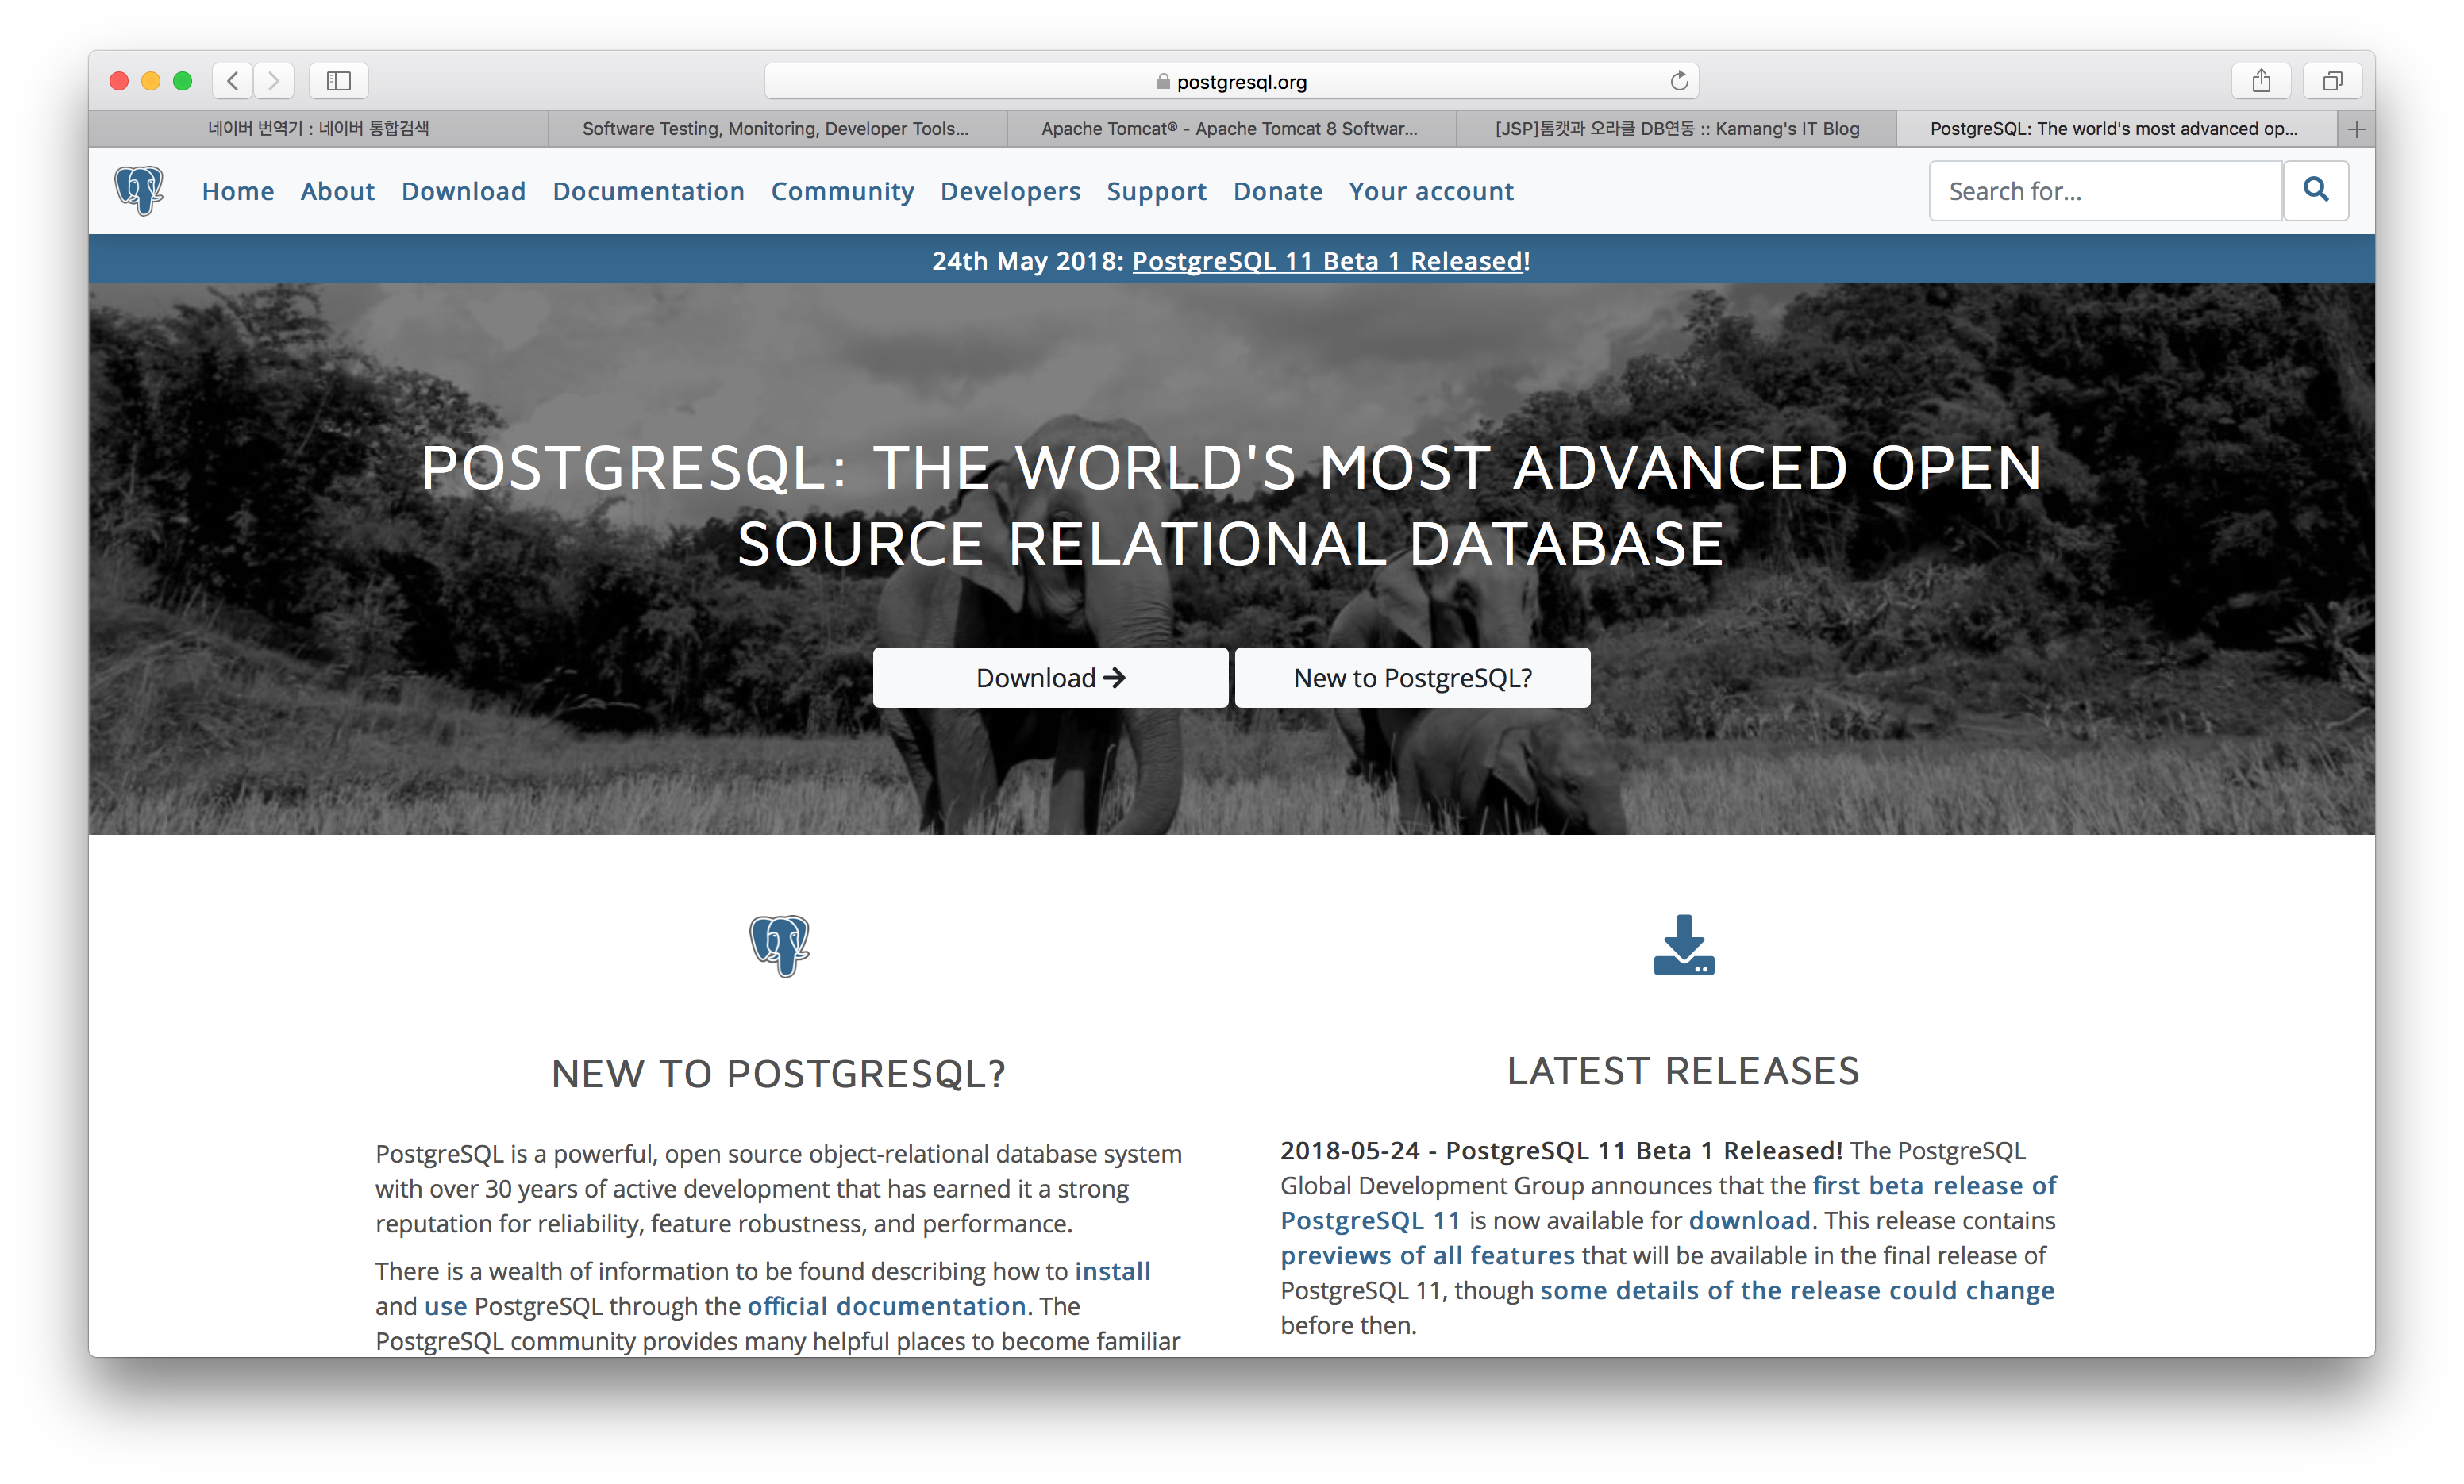 postgresql.org
네이버 번역기 : 네이버 통합검색
Software Testing, Monitoring, Developer Tools...
Apache Tomcat® - Apache Tomcat 8 Softwar...
[JSP]톰캣과 오라클 DB연동 :: Kamang's IT Blog
PostgreSQL: The world's most advanced op...
Home About Download Documentation Community Developers Support Donate Your account
Search for...
24th May 2018: PostgreSQL 11 Beta 1 Released!
POSTGRESQL: THE WORLD'S MOST ADVANCED OPEN
SOURCE RELATIONAL DATABASE
Download
New to PostgreSQL?
NEW TO POSTGRESQL?
PostgreSQL is a powerful, open source object-relational database system
with over 30 years of active development that has earned it a strong
reputation for reliability, feature robustness, and performance.
There is a wealth of information to be found describing how to install
and use PostgreSQL through the official documentation. The
PostgreSQL community provides many helpful places to become familiar
LATEST RELEASES
2018-05-24 - PostgreSQL 11 Beta 1 Released! The PostgreSQL
Global Development Group announces that the first beta release of
PostgreSQL 11 is now available for download. This release contains
previews of all features that will be available in the final release of
PostgreSQL 11, though some details of the release could change
before then.